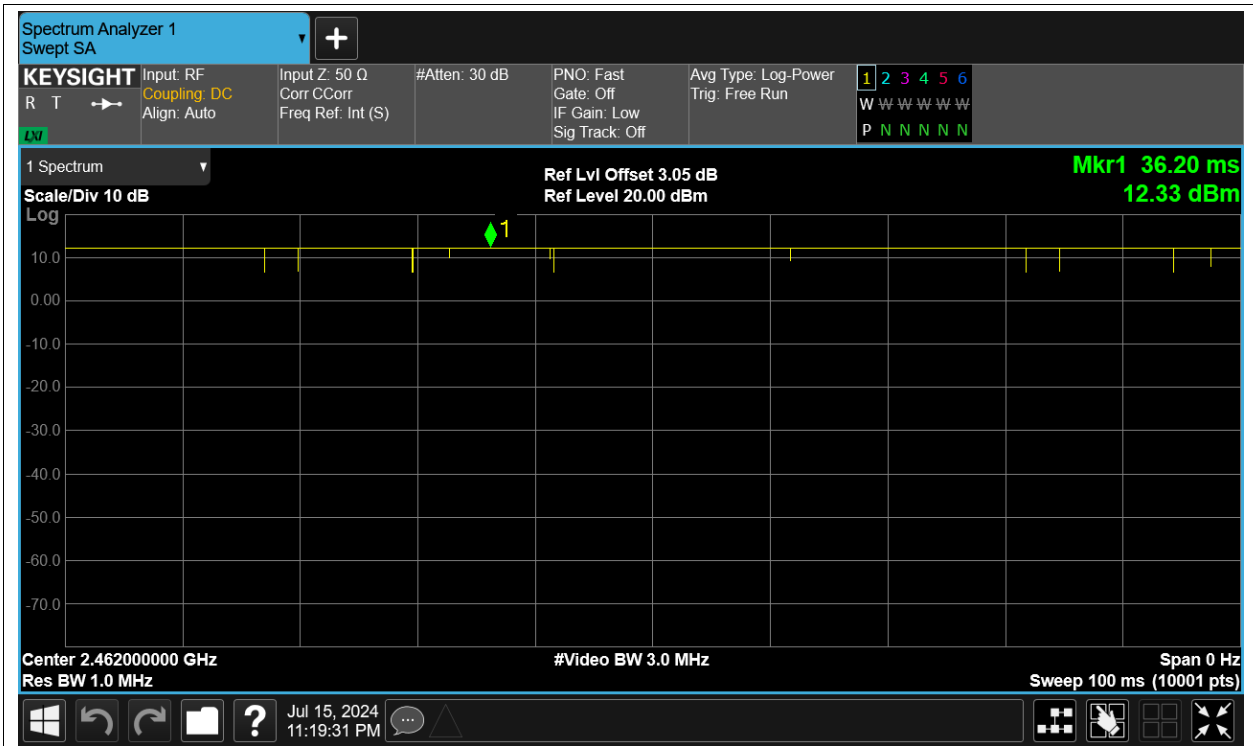 Spectrum Analyzer 1
Swept SA
KEYSIGHT
R T
LXI
Input: RF
Coupling: DC
Align: Auto
Input Z: 50 Ω
Corr CCorr
Freq Ref: Int (S)
#Atten: 30 dB
PNO: Fast
Gate: Off
IF Gain: Low
Sig Track: Off
Avg Type: Log-Power
Trig: Free Run
1 2 3 4 5 6
W W W W W W
P N N N N N
1 Spectrum
Scale/Div 10 dB
Log
Ref Lvl Offset 3.05 dB
Ref Level 20.00 dBm
Mkr1 36.20 ms
12.33 dBm
1
10.0
0.00
-10.0
-20.0
-30.0
-40.0
-50.0
-60.0
-70.0
Center 2.462000000 GHz
Res BW 1.0 MHz
#Video BW 3.0 MHz
Span 0 Hz
Sweep 100 ms (10001 pts)
?
Jul 15, 2024
11:19:31 PM